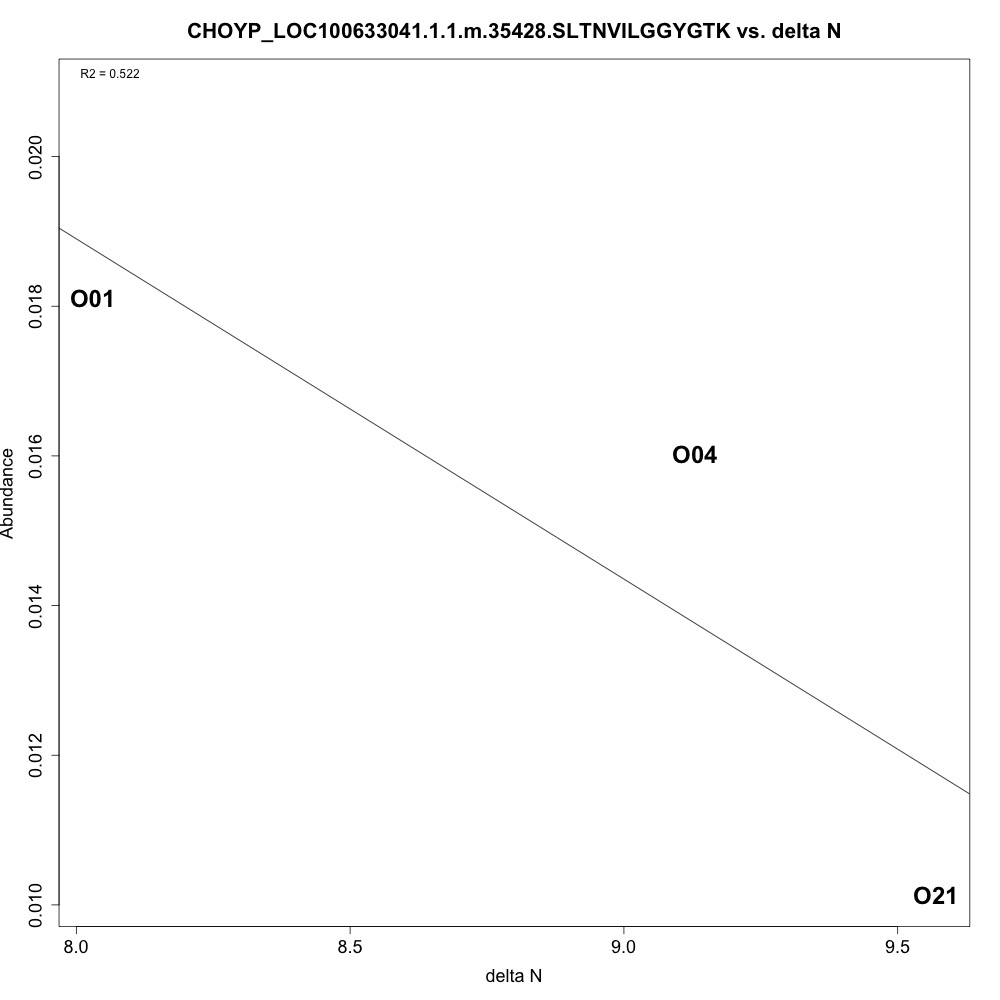 CHOYP_LOC100633041.1.1.m.35428.SLTNVILGGYGTK vs. delta N
R2 = 0.522
0.020
0.018
0.016
0.014
0.012
0.010
Abundance
O01
O04
O21
8.0
8.5
9.0
9.5
delta N